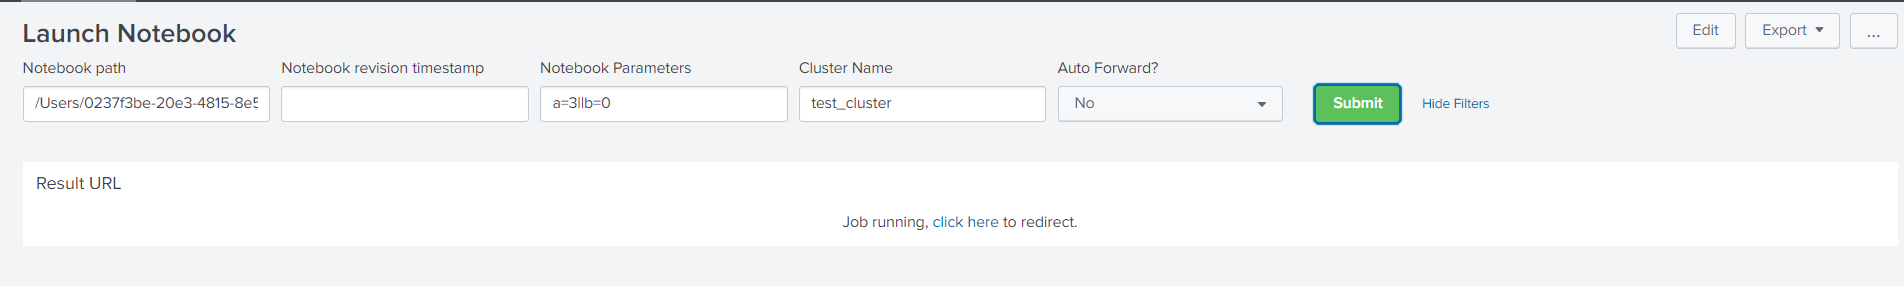 Launch Notebook
Edit
Export
...
Notebook path
Notebook revision timestamp
Notebook Parameters
Cluster Name
Auto Forward?
/Users/0237f3be-20e3-4815-8e5
a=3||b=0
test_cluster
No
Submit
Hide Filters
Result URL
Job running, click here to redirect.